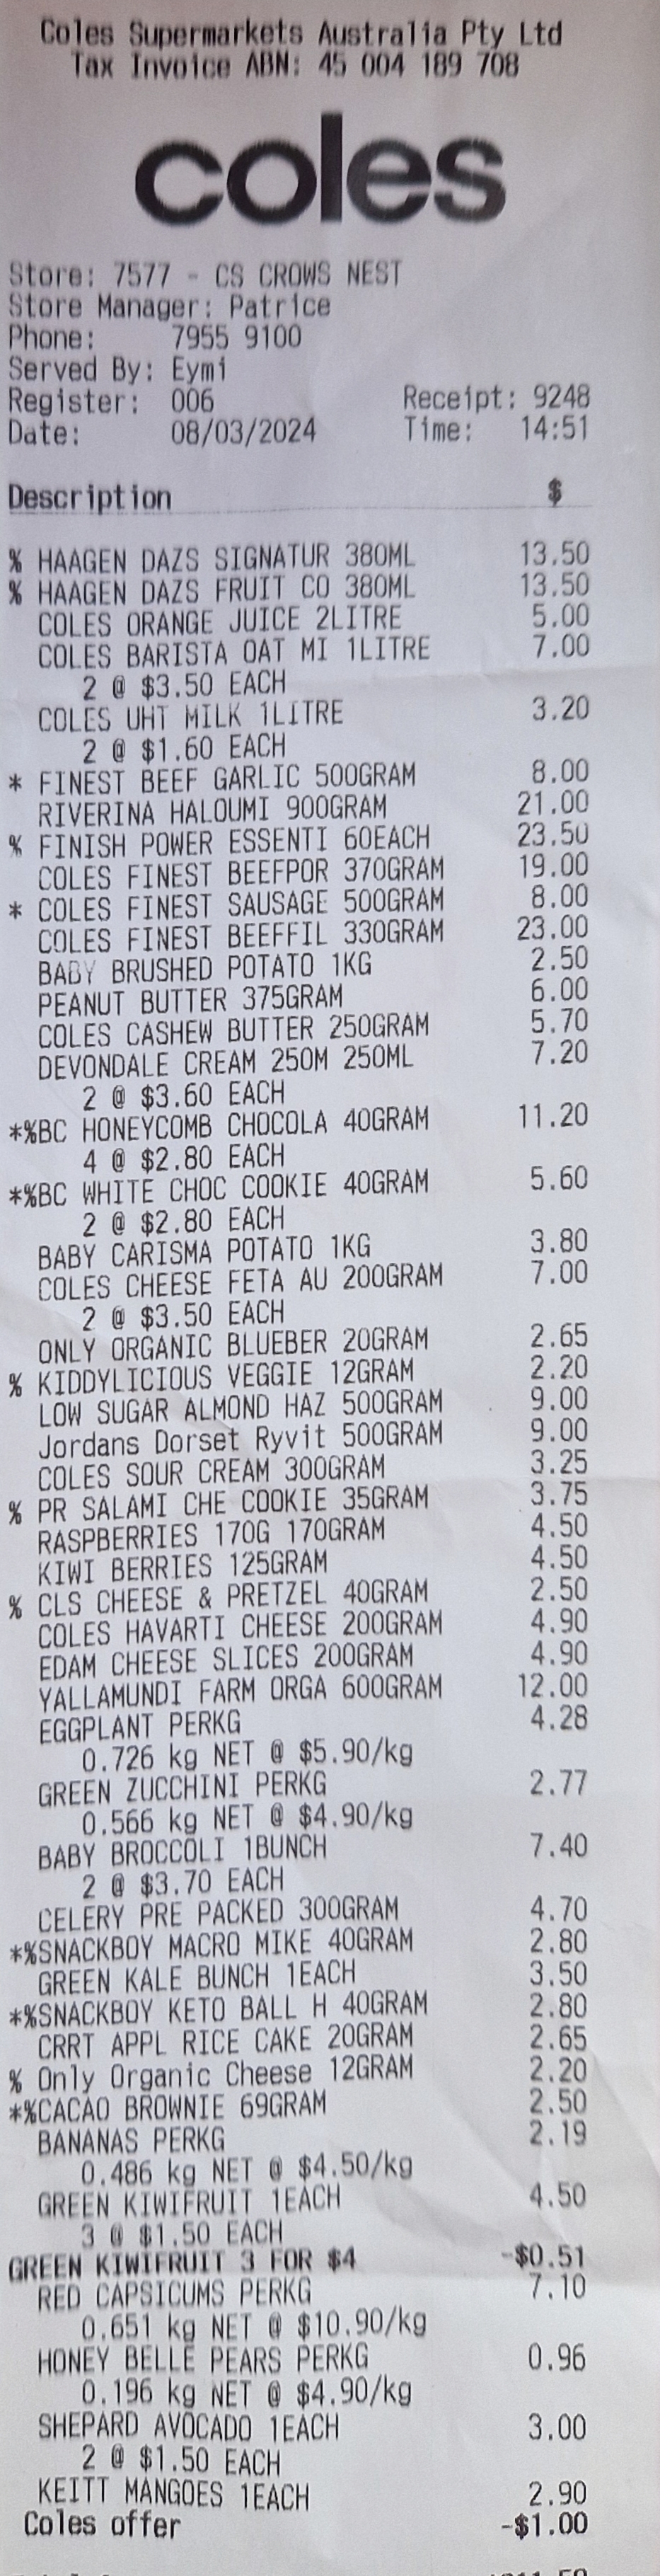 Coles Supermarkets Australia Pty Ltd
Tax Invoice ABN: 45 004 189 708
coles
Store: 7577 - CS CROWS NEST
Store Manager: Patrice
Phone: 7955 9100
Served By: Eymi
Register: 006 Receipt: 9248
Date: 08/03/2024 Time: 14:51
Description $
% HAAGEN DAZS SIGNATUR 380ML 13.50
% HAAGEN DAZS FRUIT CO 380ML 13.50
COLES ORANGE JUICE 2LITRE 5.00
COLES BARISTA OAT MI 1LITRE 7.00
2 @ $3.50 EACH
COLES UHT MILK 1LITRE 3.20
2 @ $1.60 EACH
* FINEST BEEF GARLIC 500GRAM 8.00
RIVERINA HALOUMI 900GRAM 21.00
% FINISH POWER ESSENTI 60EACH 23.50
COLES FINEST BEEFPOR 370GRAM 19.00
* COLES FINEST SAUSAGE 500GRAM 8.00
COLES FINEST BEEFFIL 330GRAM 23.00
BABY BRUSHED POTATO 1KG 2.50
PEANUT BUTTER 375GRAM 6.00
COLES CASHEW BUTTER 250GRAM 5.70
DEVONDALE CREAM 250M 250ML 7.20
2 @ $3.60 EACH
*%BC HONEYCOMB CHOCOLA 40GRAM 11.20
4 @ $2.80 EACH
*%BC WHITE CHOC COOKIE 40GRAM 5.60
2 @ $2.80 EACH
BABY CARISMA POTATO 1KG 3.80
COLES CHEESE FETA AU 200GRAM 7.00
2 @ $3.50 EACH
ONLY ORGANIC BLUEBER 20GRAM 2.65
% KIDDYLICIOUS VEGGIE 12GRAM 2.20
LOW SUGAR ALMOND HAZ 500GRAM 9.00
Jordans Dorset Ryvit 500GRAM 9.00
COLES SOUR CREAM 300GRAM 3.25
% PR SALAMI CHE COOKIE 35GRAM 3.75
RASPBERRIES 170G 170GRAM 4.50
KIWI BERRIES 125GRAM 4.50
% CLS CHEESE & PRETZEL 40GRAM 2.50
COLES HAVARTI CHEESE 200GRAM 4.90
EDAM CHEESE SLICES 200GRAM 4.90
YALLAMUNDI FARM ORGA 600GRAM 12.00
EGGPLANT PERKG 4.28
0.726 kg NET @ $5.90/kg
GREEN ZUCCHINI PERKG 2.77
0.566 kg NET @ $4.90/kg
BABY BROCCOLI 1BUNCH 7.40
2 @ $3.70 EACH
CELERY PRE PACKED 300GRAM 4.70
*%SNACKBOY MACRO MIKE 40GRAM 2.80
GREEN KALE BUNCH 1EACH 3.50
*%SNACKBOY KETO BALL H 40GRAM 2.80
CRRT APPL RICE CAKE 20GRAM 2.65
% Only Organic Cheese 12GRAM 2.20
*%CACAO BROWNIE 69GRAM 2.50
BANANAS PERKG 2.19
0.486 kg NET @ $4.50/kg
GREEN KIWIFRUIT 1EACH 4.50
3 @ $1.50 EACH
GREEN KIWIFRUIT 3 FOR $4 -$0.51
RED CAPSICUMS PERKG 7.10
0.651 kg NET @ $10.90/kg
HONEY BELLE PEARS PERKG 0.96
0.196 kg NET @ $4.90/kg
SHEPARD AVOCADO 1EACH 3.00
2 @ $1.50 EACH
KEITT MANGOES 1EACH 2.90
Coles offer -$1.00